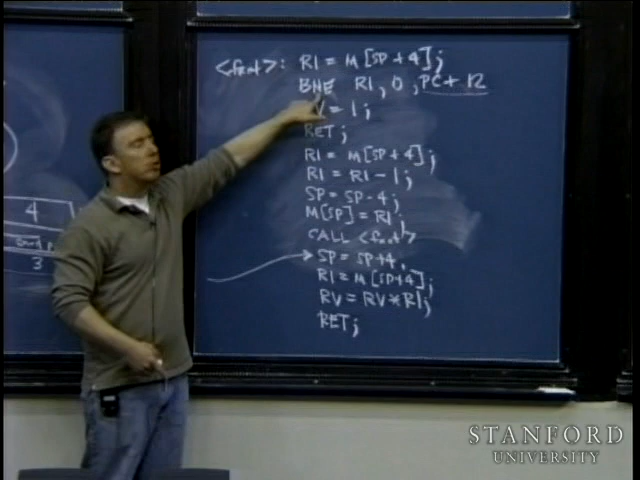 <fact>: R1 = M[SP+4];
BNE R1, 0, PC+12
V = 1;
RET;
R1 = M[SP+4];
R1 = R1-1;
SP = SP-4;
M[SP] = R1;
CALL <fact>
SP = SP+4;
R1 = M[SP+4];
RV = RV*R1;
RET;
4
3
STANFORD
UNIVERSITY